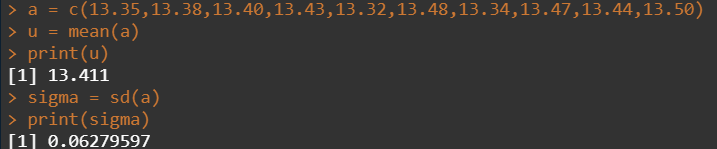 > a = c(13.35,13.38,13.40,13.43,13.32,13.48,13.34,13.47,13.44,13.50)
> u = mean(a)
> print(u)
[1] 13.411
> sigma = sd(a)
> print(sigma)
[1] 0.06279597